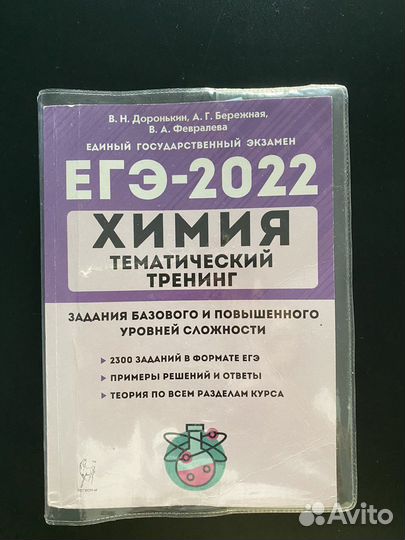 В. Н. Доронькин, А. Г. Бережная,
В. А. Февралева
ЕДИНЫЙ ГОСУДАРСТВЕННЫЙ ЭКЗАМЕН
ЕГЭ-2022
ХИМИЯ
ТЕМАТИЧЕСКИЙ
ТРЕНИНГ
ЗАДАНИЯ БАЗОВОГО И ПОВЫШЕННОГО
УРОВНЕЙ СЛОЖНОСТИ
2300 ЗАДАНИЙ В ФОРМАТЕ ЕГЭ
ПРИМЕРЫ РЕШЕНИЙ И ОТВЕТЫ
ТЕОРИЯ ПО ВСЕМ РАЗДЕЛАМ КУРСА
Avito